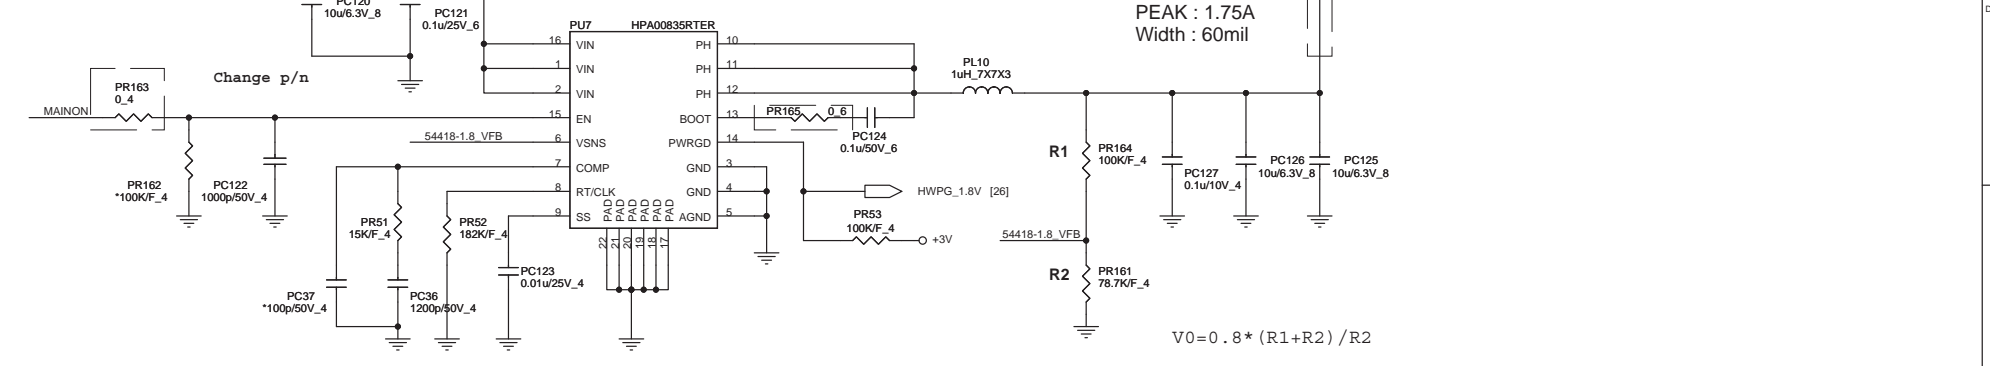 PC120
10u/6.3V_8
PC121
0.1u/25V_6
PU7
HPA00835RTER
PEAK : 1.75A
Width : 60mil
Change p/n
MAINON
PR163
0_4
PR162
*100K/F_4
PC122
1000p/50V_4
54418-1.8_VFB
PC37
*100p/50V_4
PR51
15K/F_4
PC36
1200p/50V_4
PR52
182K/F_4
PC123
0.01u/25V_4
16 VIN
1 VIN
2 VIN
15 EN
6 VSNS
7 COMP
8 RT/CLK
9 SS
PH 10
PH 11
PH 12
BOOT 13
PWRGD 14
GND 3
GND 4
AGND 5
PAD PAD PAD PAD PAD PAD
22 21 20 19 18 17
PR165
0_6
PC124
0.1u/50V_6
PL10
1uH_7X7X3
HWPG_1.8V [26]
PR53
100K/F_4
+3V
54418-1.8_VFB
R1
PR164
100K/F_4
R2
PR161
78.7K/F_4
PC127
0.1u/10V_4
PC126
10u/6.3V_8
PC125
10u/6.3V_8
V0=0.8*(R1+R2)/R2
D